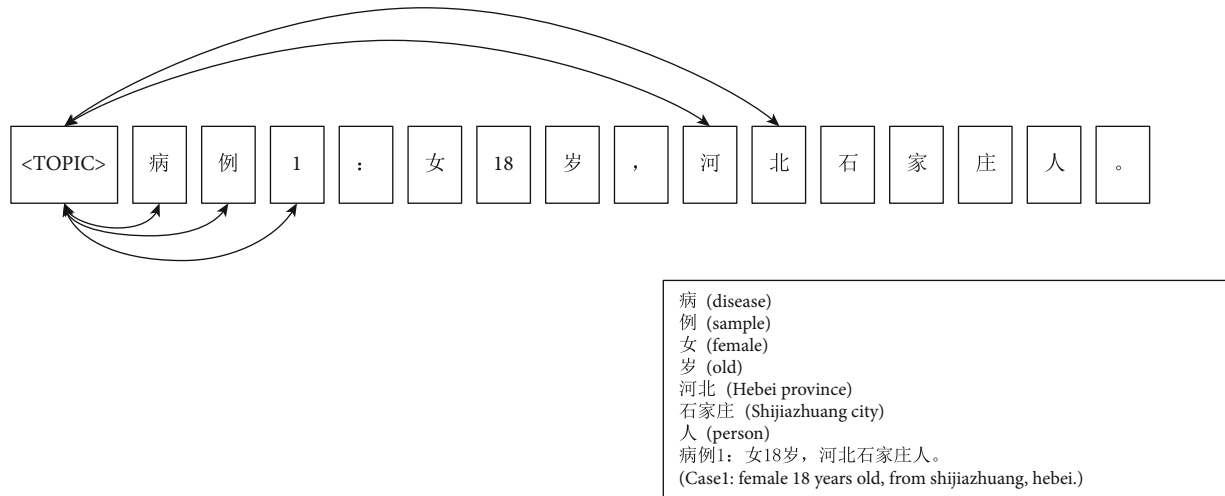 <TOPIC> 病 例 1 : 女 18 岁 , 河 北 石 家 庄 人 。
病 (disease)
例 (sample)
女 (female)
岁 (old)
河北 (Hebei province)
石家庄 (Shijiazhuang city)
人 (person)
病例1：女18岁，河北石家庄人。
(Case1: female 18 years old, from shijiazhuang, hebei.)